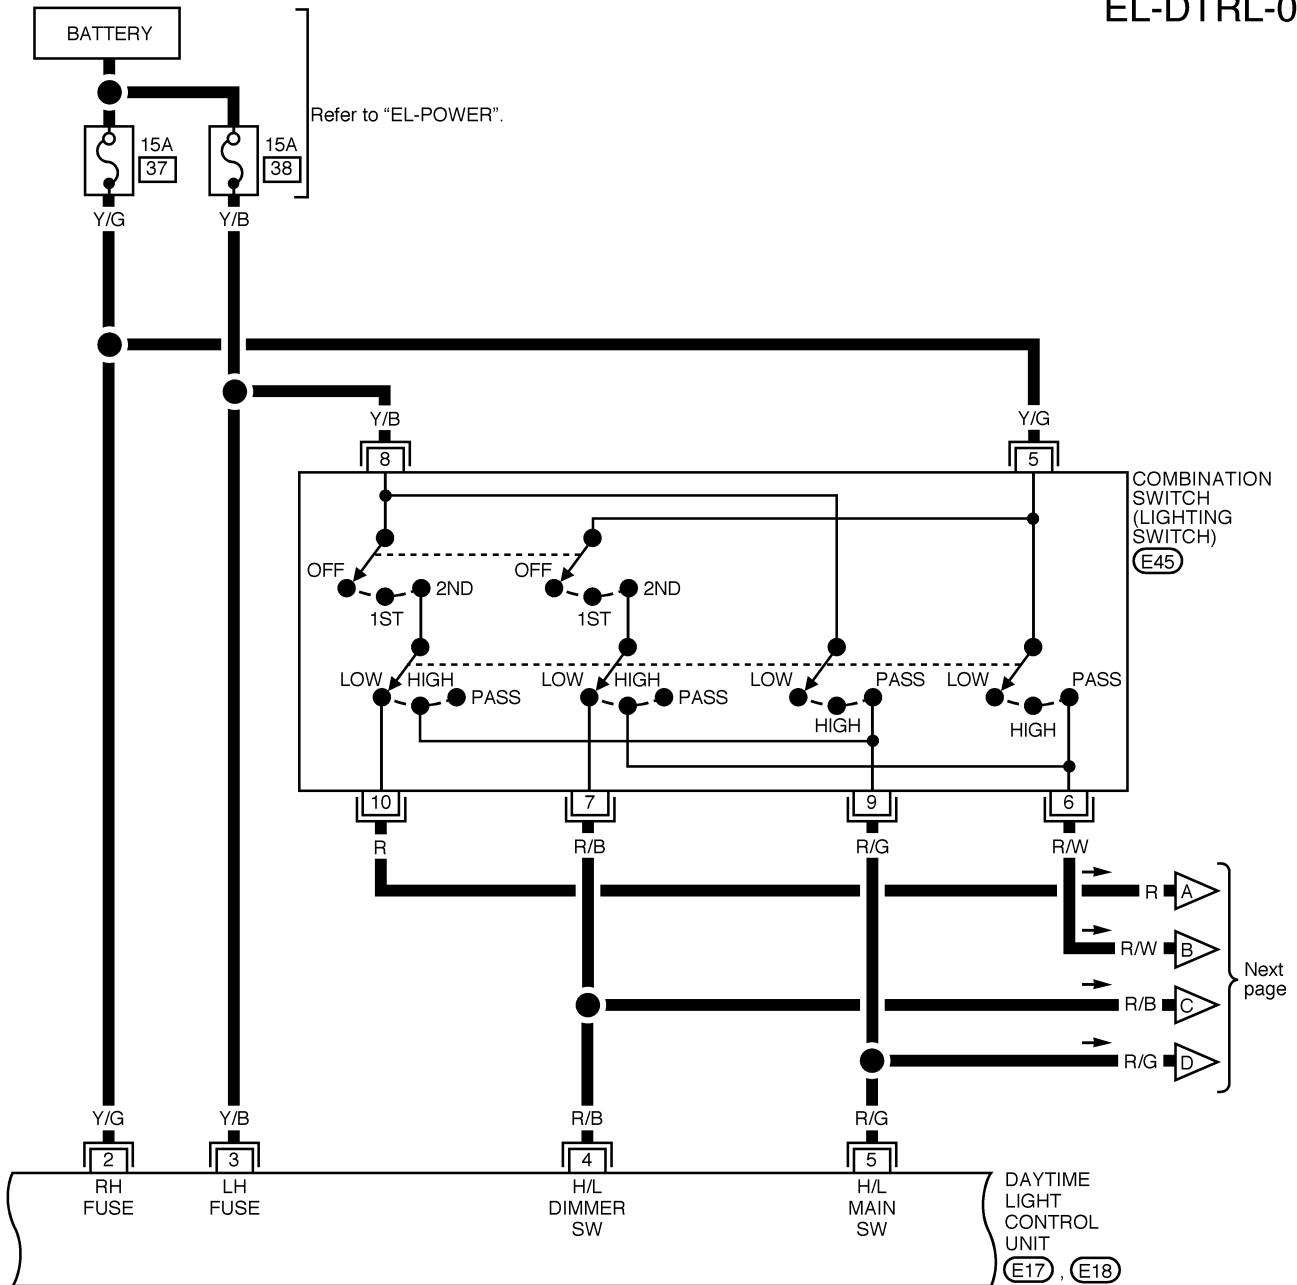 EL-DTRL-0
BATTERY
Refer to “EL-POWER”.
15A
37
15A
38
Y/G
Y/B
Y/B
Y/G
8
5
COMBINATION
SWITCH
(LIGHTING
SWITCH)
E45
OFF
1ST
2ND
OFF
1ST
2ND
LOW
HIGH
PASS
LOW
HIGH
PASS
LOW
HIGH
PASS
LOW
HIGH
PASS
10
7
9
6
R
R/B
R/G
R/W
R
A
R/W
B
R/B
C
R/G
D
Next
page
Y/G
Y/B
R/B
R/G
2
3
4
5
RH
FUSE
LH
FUSE
H/L
DIMMER
SW
H/L
MAIN
SW
DAYTIME
LIGHT
CONTROL
UNIT
E17 , E18